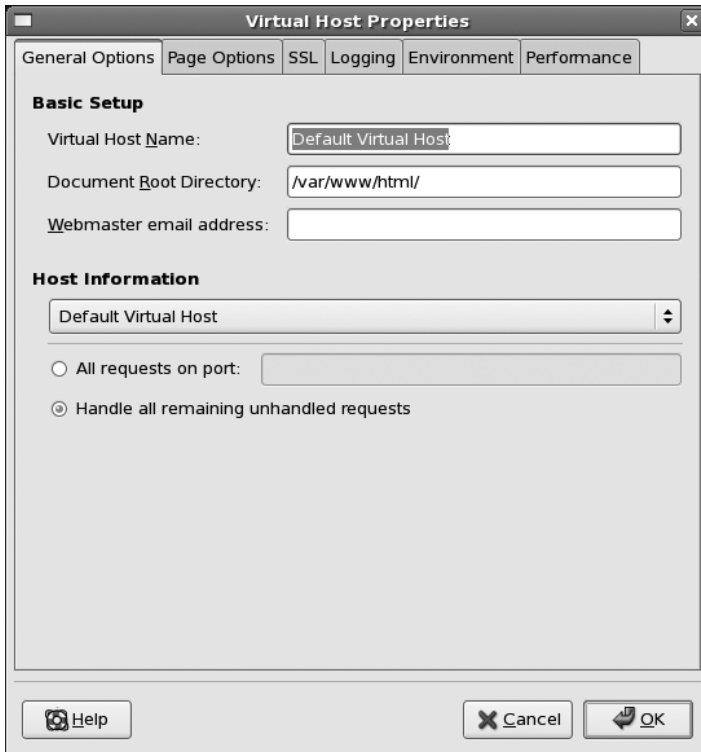 Virtual Host Properties
General Options Page Options SSL Logging Environment Performance
Basic Setup
Virtual Host Name: Default Virtual Host
Document Root Directory: /var/www/html/
Webmaster email address:
Host Information
Default Virtual Host
All requests on port:
Handle all remaining unhandled requests
Help Cancel OK